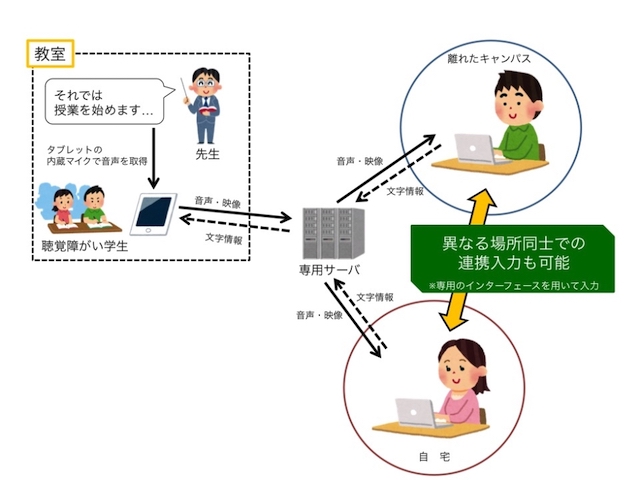 教室
それでは
授業を始めます…
先生
タブレットの
内蔵マイクで音声を取得
聴覚障がい学生
音声・映像
文字情報
専用サーバ
離れたキャンパス
音声・映像
文字情報
異なる場所同士での
連携入力も可能
※専用のインターフェースを用いて入力
文字情報
音声・映像
自 宅